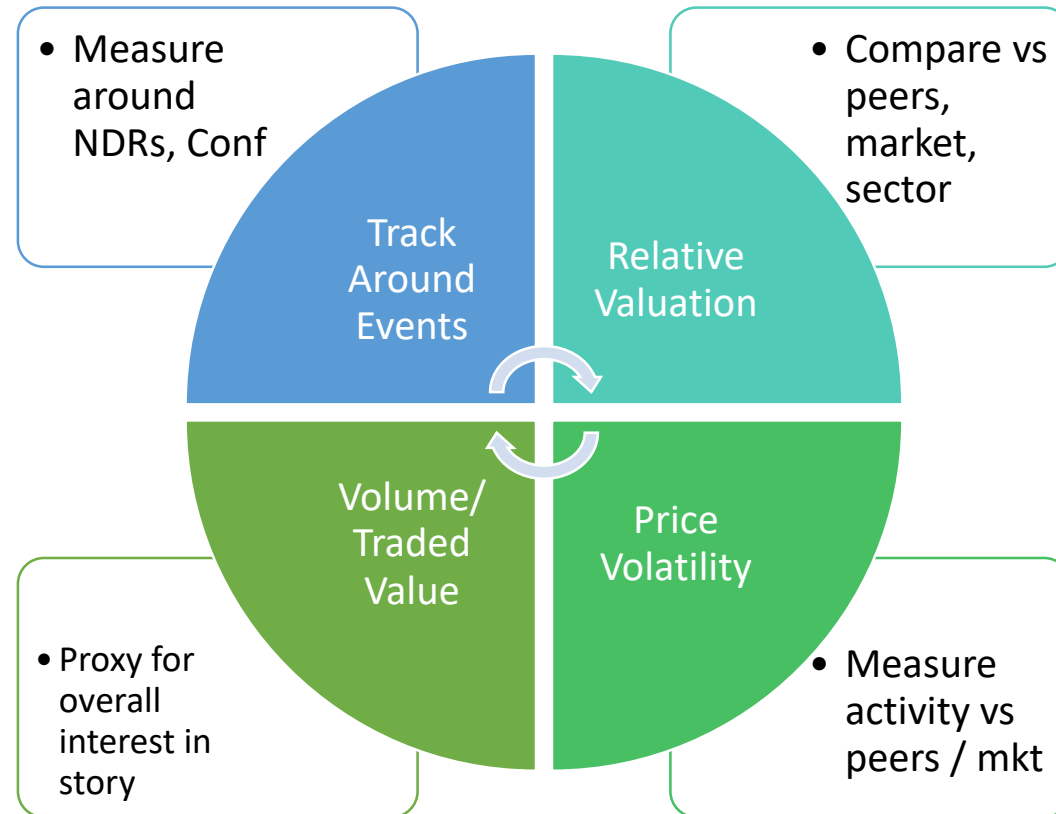 • Measure
around
NDRs, Conf
Track
Around
Events
Relative
Valuation
• Compare vs
peers,
market,
sector
• Proxy for
overall
interest in
story
Volume/
Traded
Value
Price
Volatility
• Measure
activity vs
peers / mkt